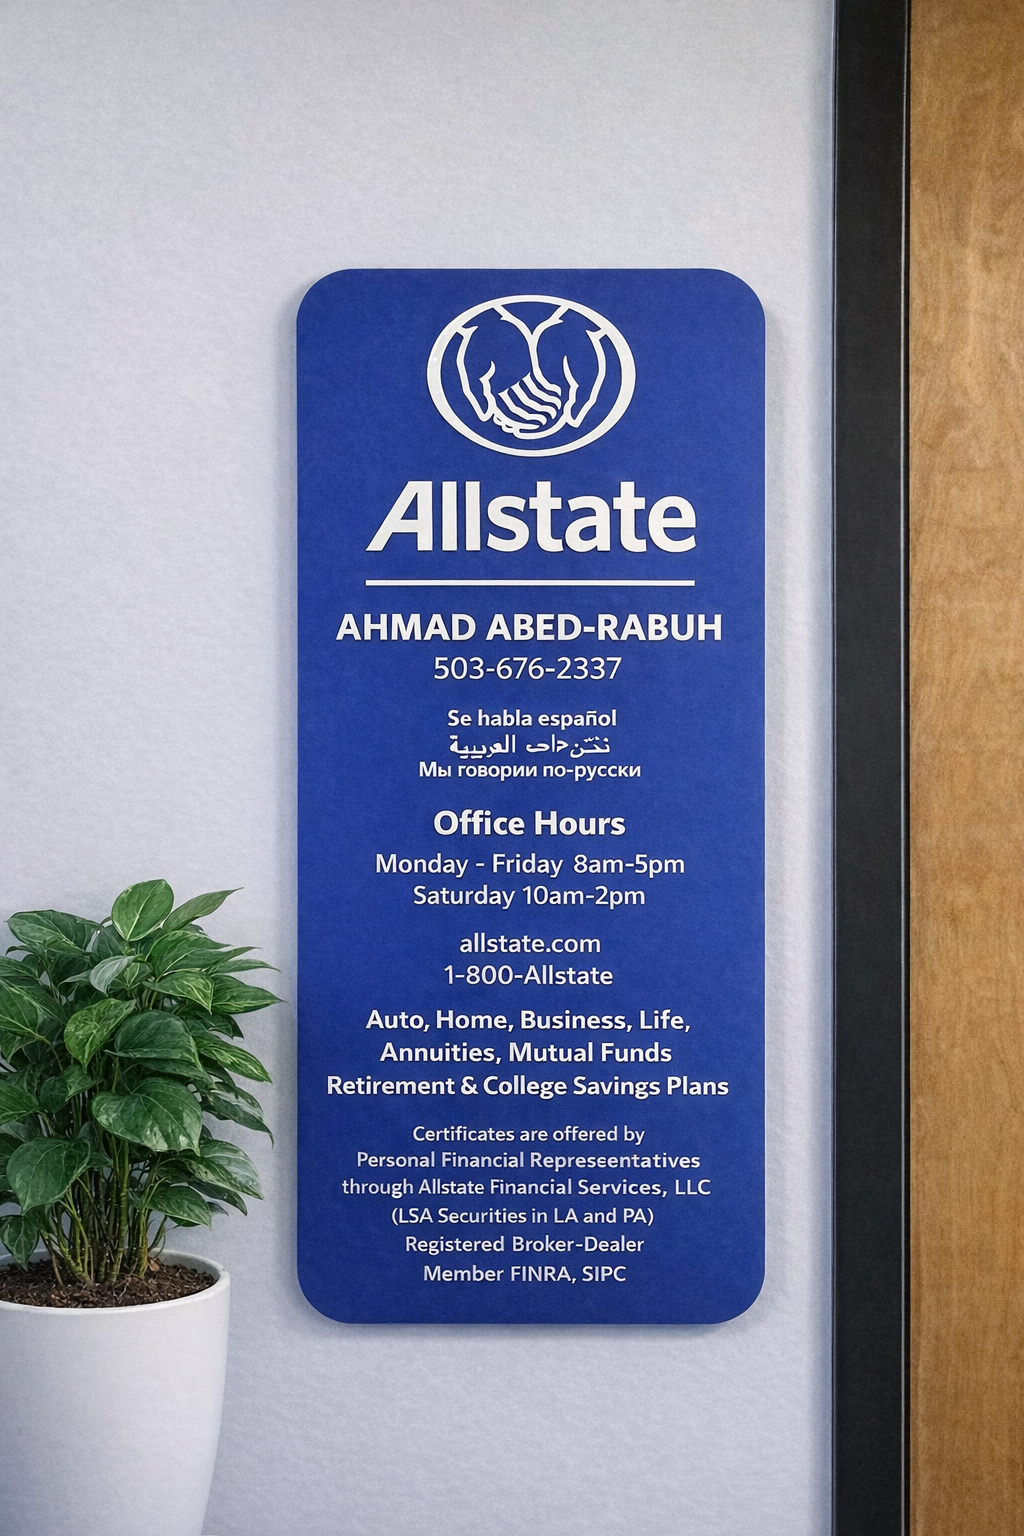 Allstate
AHMAD ABED-RABUH
503-676-2337
Se habla español
العربيية
Мы говории по-русски
Office Hours
Monday - Friday 8am-5pm
Saturday 10am-2pm
allstate.com
1-800-Allstate
Auto, Home, Business, Life,
Annuities, Mutual Funds
Retirement & College Savings Plans
Certificates are offered by
Personal Financial Represeentatives
through Allstate Financial Services, LLC
(LSA Securities in LA and PA)
Registered Broker-Dealer
Member FINRA, SIPC